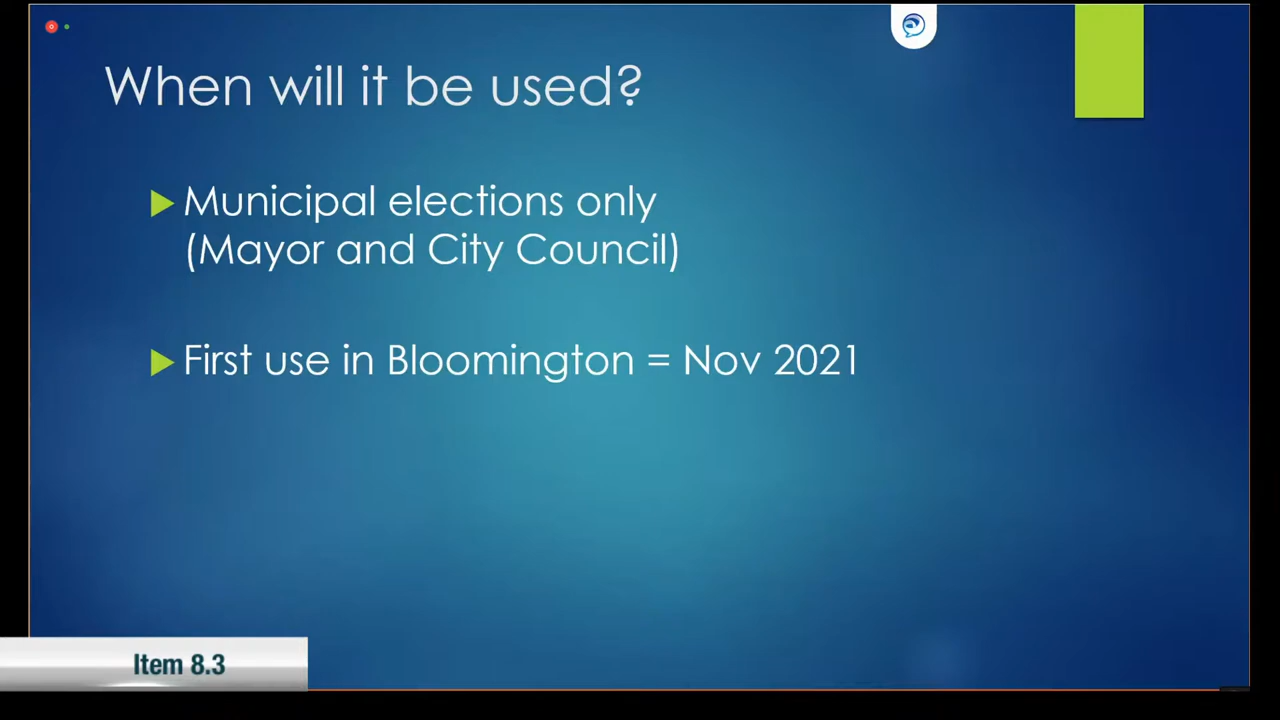 When will it be used?
Municipal elections only
(Mayor and City Council)
First use in Bloomington = Nov 2021
Item 8.3